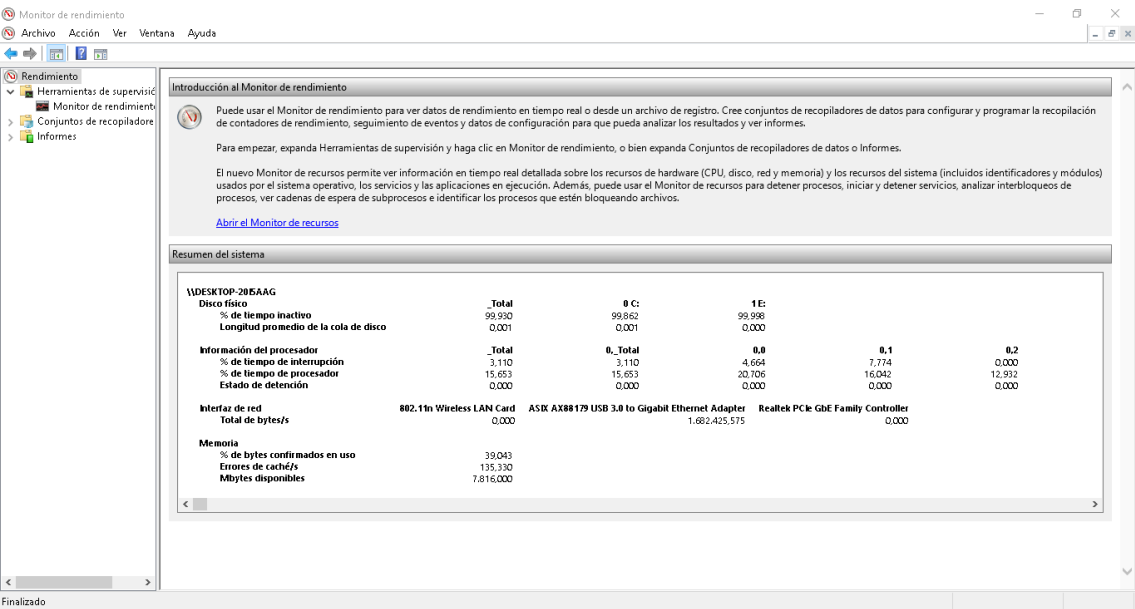 Monitor de rendimiento
Archivo Acción Ver Ventana Ayuda
Rendimiento
Herramientas de supervisió
Monitor de rendimiento
Conjuntos de recopiladore
Informes
Introducción al Monitor de rendimiento
Puede usar el Monitor de rendimiento para ver datos de rendimiento en tiempo real o desde un archivo de registro. Cree conjuntos de recopiladores de datos para configurar y programar la recopilación
de contadores de rendimiento, seguimiento de eventos y datos de configuración para que pueda analizar los resultados y ver informes.
Para empezar, expanda Herramientas de supervisión y haga clic en Monitor de rendimiento, o bien expanda Conjuntos de recopiladores de datos o Informes.
El nuevo Monitor de recursos permite ver información en tiempo real detallada sobre los recursos de hardware (CPU, disco, red y memoria) y los recursos del sistema (incluidos identificadores y módulos)
usados por el sistema operativo, los servicios y las aplicaciones en ejecución. Además, puede usar el Monitor de recursos para detener procesos, iniciar y detener servicios, analizar interbloqueos de
procesos, ver cadenas de espera de subprocesos e identificar los procesos que estén bloqueando archivos.
Abrir el Monitor de recursos
Resumen del sistema
\\DESKTOP-2015AAG
Disco físico _Total 0 C: 1 E:
% de tiempo inactivo 99,930 99,862 99,998
Longitud promedio de la cola de disco 0,001 0,001 0,000
Información del procesador _Total 0,_Total 0,0 0,1 0,2
% de tiempo de interrupción 3,110 3,110 4,664 7,774 0,000
% de tiempo de procesador 15,653 15,653 20,706 16,042 12,932
Estado de detención 0,000 0,000 0,000 0,000 0,000
Interfaz de red 802.11n Wireless LAN Card ASIX AX88179 USB 3.0 to Gigabit Ethernet Adapter Realtek PCIe GbE Family Controller
Total de bytes/s 0,000 1.682.425,575 0,000
Memoria
% de bytes confirmados en uso 39,043
Errores de caché/s 135,330
Mbytes disponibles 7.816,000
Finalizado